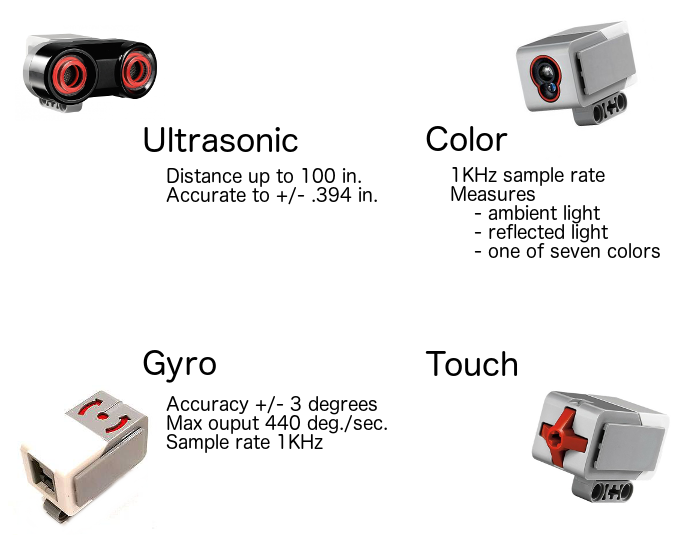 Ultrasonic
Distance up to 100 in.
Accurate to +/- .394 in.
Color
1KHz sample rate
Measures
- ambient light
- reflected light
- one of seven colors
Gyro
Accuracy +/- 3 degrees
Max ouput 440 deg./sec.
Sample rate 1KHz
Touch